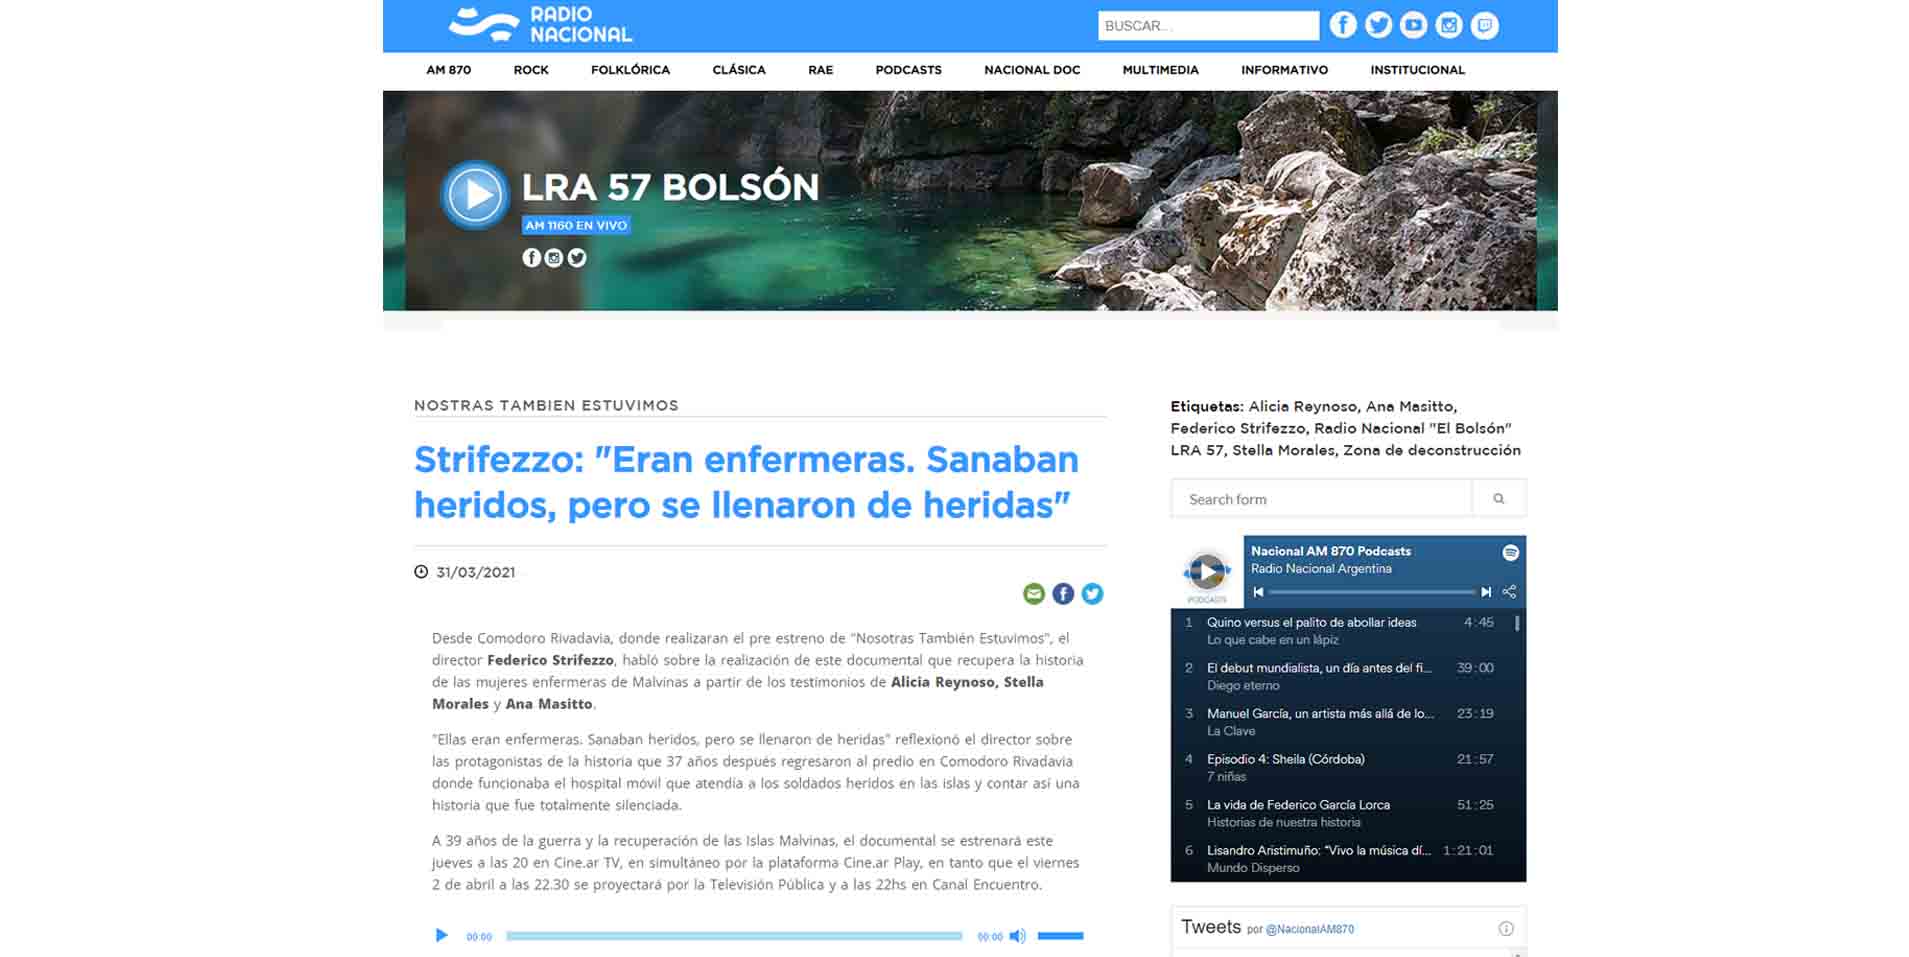 RADIO
NACIONAL
BUSCAR...
AM 870 ROCK FOLKLÓRICA CLÁSICA RAE PODCASTS NACIONAL DOC MULTIMEDIA INFORMATIVO INSTITUCIONAL
LRA 57 BOLSÓN
AM 1160 EN VIVO
NOSTRAS TAMBIEN ESTUVIMOS
Strifezzo: "Eran enfermeras. Sanaban
heridos, pero se llenaron de heridas"
31/03/2021
Desde Comodoro Rivadavia, donde realizaran el pre estreno de "Nosotras También Estuvimos", el
director Federico Strifezzo, habló sobre la realización de este documental que recupera la historia
de las mujeres enfermeras de Malvinas a partir de los testimonios de Alicia Reynoso, Stella
Morales y Ana Masitto.
"Ellas eran enfermeras. Sanaban heridos, pero se llenaron de heridas" reflexionó el director sobre
las protagonistas de la historia que 37 años después regresaron al predio en Comodoro Rivadavia
donde funcionaba el hospital móvil que atendía a los soldados heridos en las islas y contar así una
historia que fue totalmente silenciada.
A 39 años de la guerra y la recuperación de las Islas Malvinas, el documental se estrenará este
jueves a las 20 en Cine.ar TV, en simultáneo por la plataforma Cine.ar Play, en tanto que el viernes
2 de abril a las 22.30 se proyectará por la Televisión Pública y a las 22hs en Canal Encuentro.
00:00 00:00
Etiquetas: Alicia Reynoso, Ana Masitto,
Federico Strifezzo, Radio Nacional "El Bolsón"
LRA 57, Stella Morales, Zona de deconstrucción
Search form
PODCASTS
Nacional AM 870 Podcasts
Radio Nacional Argentina
1 Quino versus el palito de abollar ideas 4:45
Lo que cabe en un lápiz
2 El debut mundialista, un día antes del fi... 39:00
Diego eterno
3 Manuel García, un artista más allá de lo... 23:19
La Clave
4 Episodio 4: Sheila (Córdoba) 21:57
7 niñas
5 La vida de Federico García Lorca 51:25
Historias de nuestra historia
6 Lisandro Aristimuño: "Vivo la música dí... 1:21:01
Mundo Disperso
Tweets por @NacionalAM870